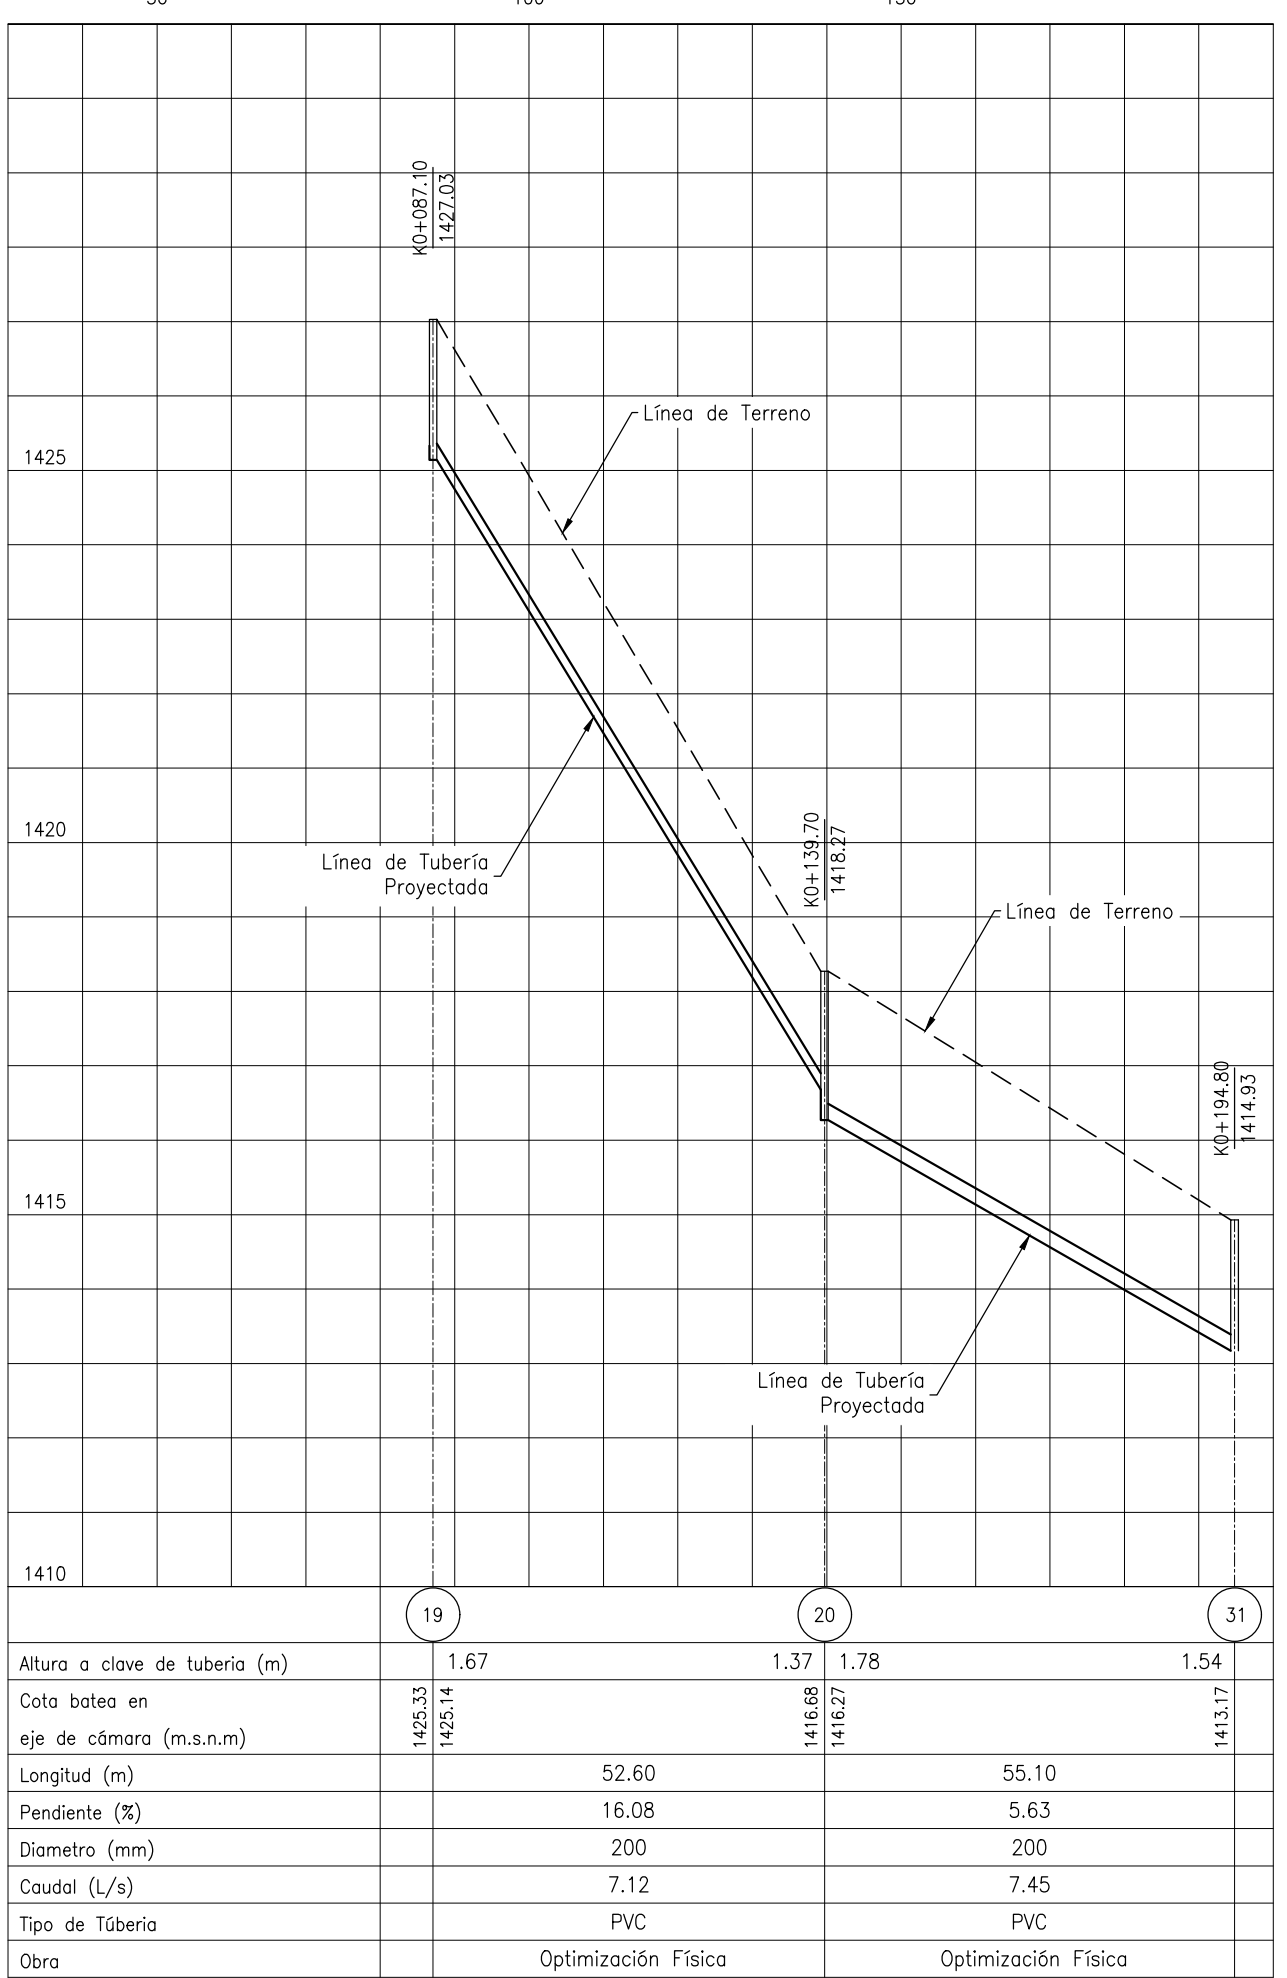 K0+087.10
1427.03
Línea de Terreno
1425
1420
Línea de Tubería
Proyectada
K0+139.70
1418.27
Línea de Terreno
K0+194.80
1414.93
1415
Línea de Tubería
Proyectada
1410
19 20 31
Altura a clave de tuberia (m) 1.67 1.37 1.78 1.54
Cota batea en
eje de cámara (m.s.n.m) 1425.33 1425.14 1416.68 1416.27 1413.17
Longitud (m) 52.60 55.10
Pendiente (%) 16.08 5.63
Diametro (mm) 200 200
Caudal (L/s) 7.12 7.45
Tipo de Túberia PVC PVC
Obra Optimización Física Optimización Física